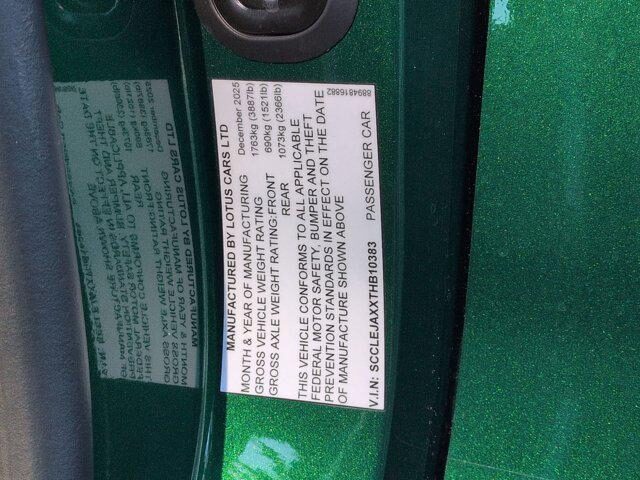 MANUFACTURED BY LOTUS CARS LTD
MONTH & YEAR OF MANUFACTURING December 2025
GROSS VEHICLE WEIGHT RATING 1763kg (3887lb)
GROSS AXLE WEIGHT RATING:FRONT 690kg (1521lb)
REAR 1073kg (2366lb)
THIS VEHICLE CONFORMS TO ALL APPLICABLE
FEDERAL MOTOR SAFETY, BUMPER AND THEFT
PREVENTION STANDARDS IN EFFECT ON THE DATE
OF MANUFACTURE SHOWN ABOVE
V.I.N: SCCLEJAXXTHB10383 PASSENGER CAR
8894816882